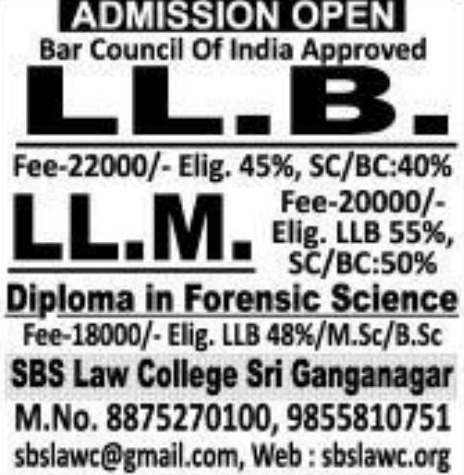 ADMISSION OPEN
Bar Council Of India Approved
LL.B.
Fee-22000/- Elig. 45%, SC/BC:40%
LL.M.
Fee-20000/-
Elig. LLB 55%,
SC/BC:50%
Diploma in Forensic Science
Fee-18000/- Elig. LLB 48%/M.Sc/B.Sc
SBS Law College Sri Ganganagar
M.No. 8875270100, 9855810751
sbslawc@gmail.com, Web : sbslawc.org